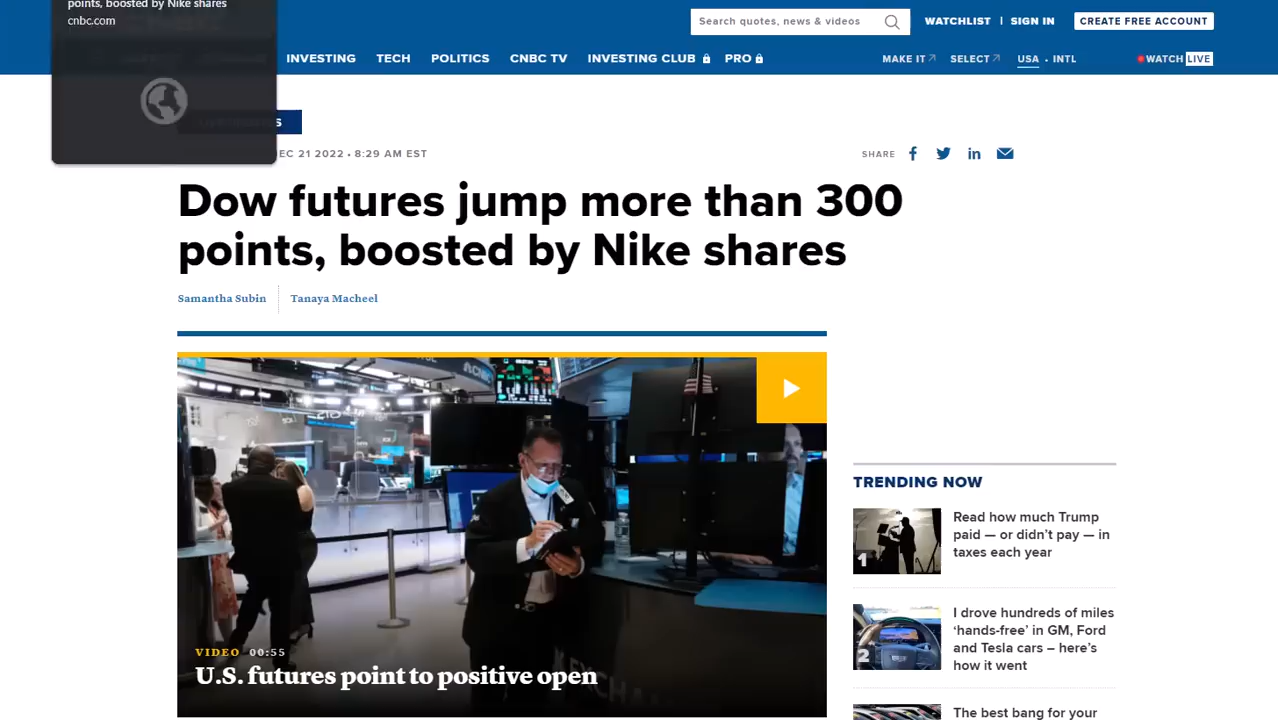 points, boosted by Nike shares
cnbc.com
Search quotes, news & videos
WATCHLIST | SIGN IN
CREATE FREE ACCOUNT
INVESTING TECH POLITICS CNBC TV INVESTING CLUB PRO
MAKE IT SELECT USA • INTL
WATCH LIVE
DEC 21 2022 • 8:29 AM EST
SHARE
Dow futures jump more than 300
points, boosted by Nike shares
Samantha Subin
Tanaya Macheel
VIDEO 00:55
U.S. futures point to positive open
TRENDING NOW
1
Read how much Trump
paid — or didn’t pay — in
taxes each year
2
I drove hundreds of miles
‘hands-free’ in GM, Ford
and Tesla cars – here’s
how it went
The best bang for your